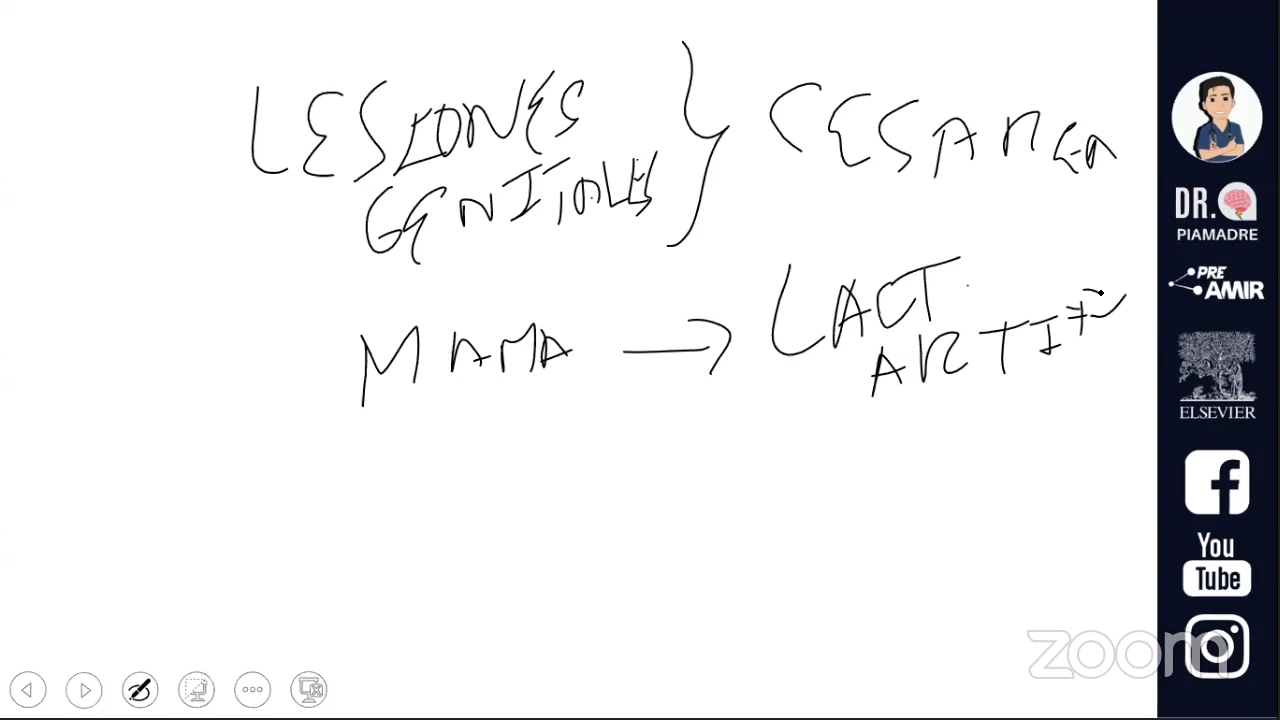 LESIONES
GENITALES
CESAREA
MAMA
LACT
ARTIF
DR.
PIAMADRE
PRE
AMIR
ELSEVIER
You
Tube
zoom